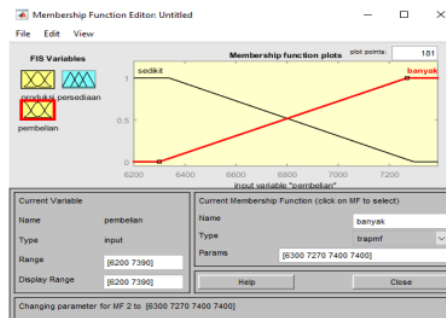 Membership Function Editor: Untitled
File Edit View
FIS Variables
Membership function plots
plot points:
181
produksi persediaan
pembelian
sedikit
banyak
1
0.5
0
6200 6400 6600 6800 7000 7200
input variable "pembelian"
Current Variable
Name pembelian
Type input
Range [6200 7390]
Display Range [6200 7390]
Current Membership Function (click on MF to select)
Name banyak
Type trapmf
Params [6300 7270 7400 7400]
Help Close
Changing parameter for MF 2 to [6300 7270 7400 7400]